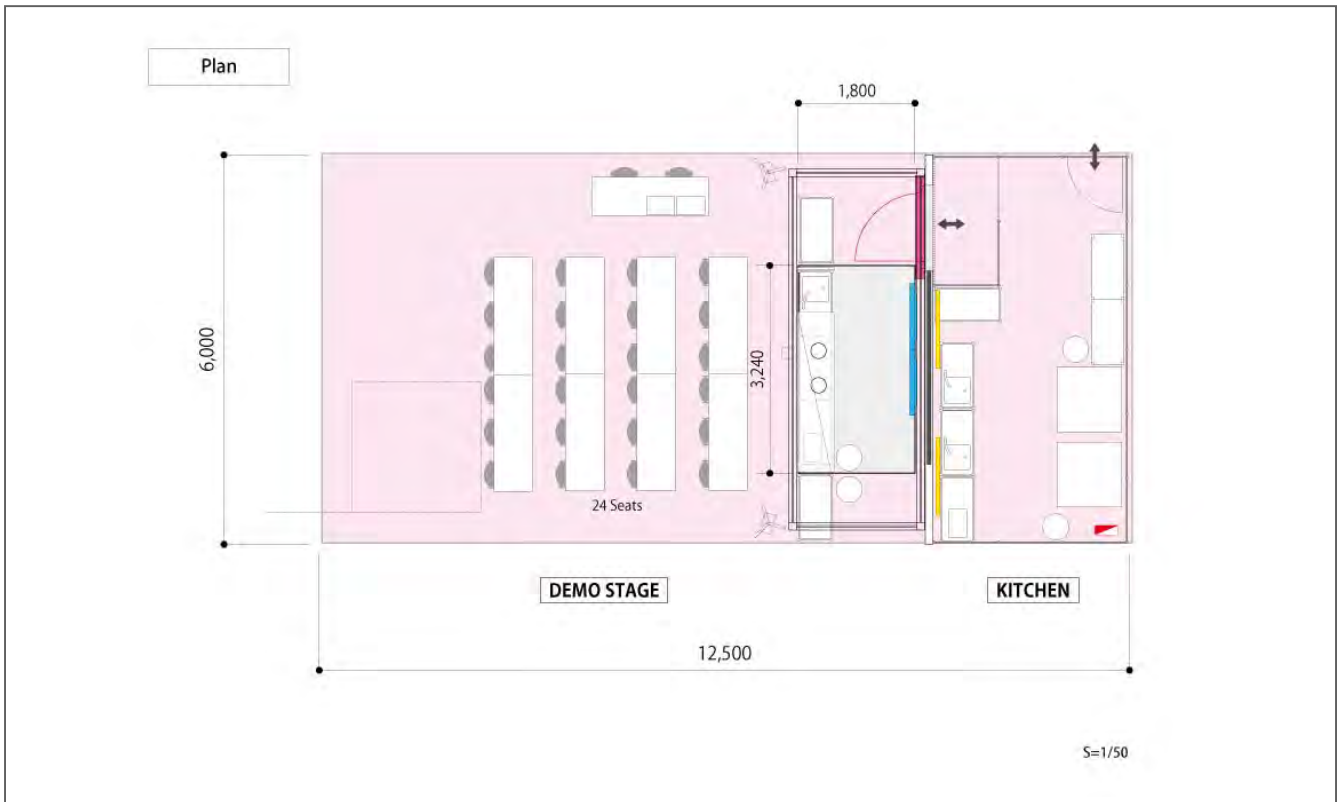 Plan
1,800
6,000
3,240
24 Seats
DEMO STAGE
KITCHEN
12,500
S=1/50